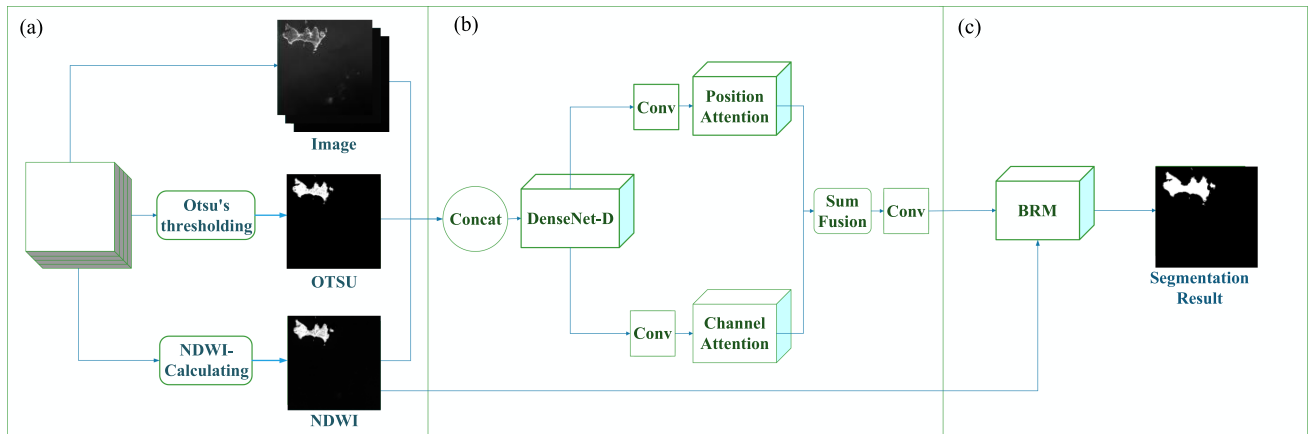 (a)
Image
Otsu's
thresholding
OTSU
NDWI-
Calculating
NDWI
(b)
Concat
DenseNet-D
Conv
Position
Attention
Conv
Channel
Attention
Sum
Fusion
Conv
(c)
BRM
Segmentation
Result